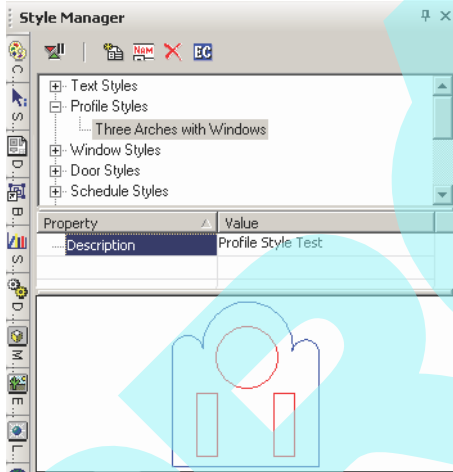 Style Manager
NAM
EC
Text Styles
Profile Styles
Three Arches with Windows
Window Styles
Door Styles
Schedule Styles
Property
Value
Description
Profile Style Test
C...
S...
D...
B...
S...
D...
M...
E...
L...